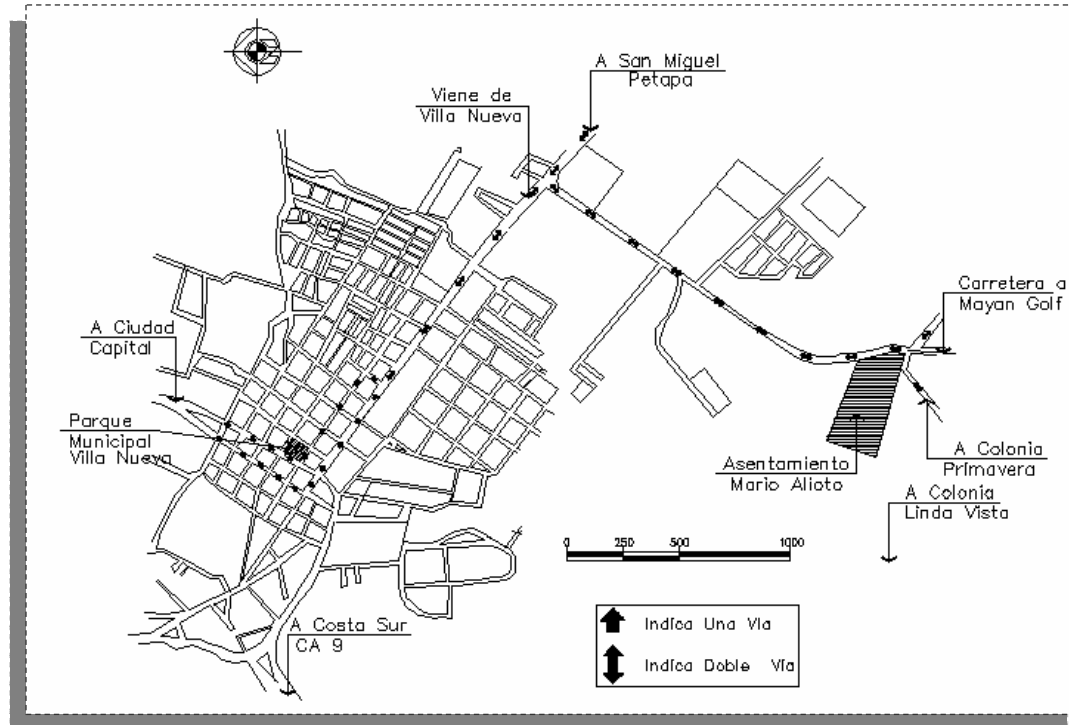 A San Miguel
Petapa
Viene de
Villa Nueva
Carretera a
Mayan Golf
A Ciudad
Capital
Parque
Municipal
Villa Nueva
A Colonia
Primavera
Asentamiento
Mario Alioto
A Colonia
Linda Vista
0 250 500 1000
Indica Una Via
Indica Doble Via
A Costa Sur
CA 9